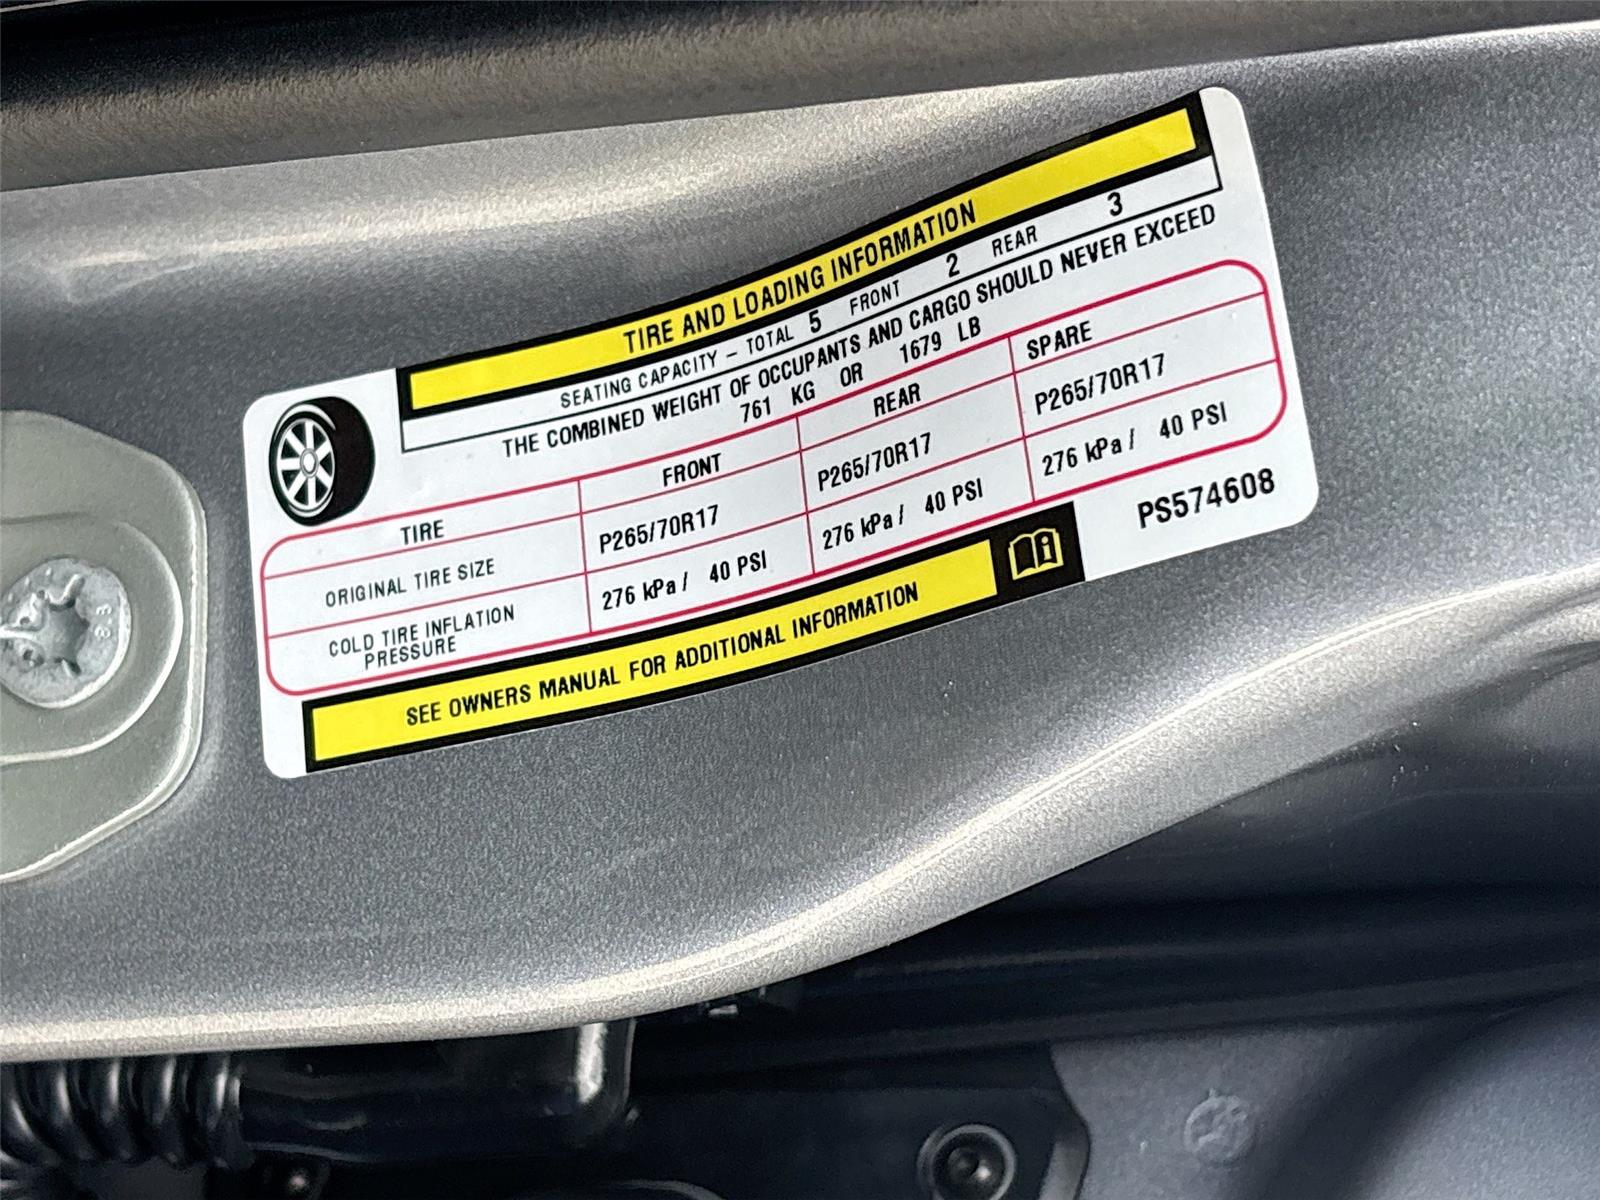 TIRE AND LOADING INFORMATION
SEATING CAPACITY – TOTAL 5 FRONT 2 REAR 3
THE COMBINED WEIGHT OF OCCUPANTS AND CARGO SHOULD NEVER EXCEED
761 KG OR 1679 LB
TIRE FRONT REAR SPARE
ORIGINAL TIRE SIZE P265/70R17 P265/70R17 P265/70R17
COLD TIRE INFLATION
PRESSURE 276 kPa / 40 PSI 276 kPa / 40 PSI 276 kPa / 40 PSI
SEE OWNERS MANUAL FOR ADDITIONAL INFORMATION
PS574608